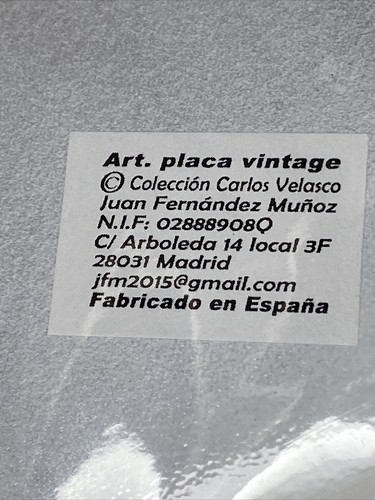 Art. placa vintage
© Colección Carlos Velasco
Juan Fernández Muñoz
N.I.F: 02888908Q
C/ Arboleda 14 local 3F
28031 Madrid
jfm2015@gmail.com
Fabricado en España